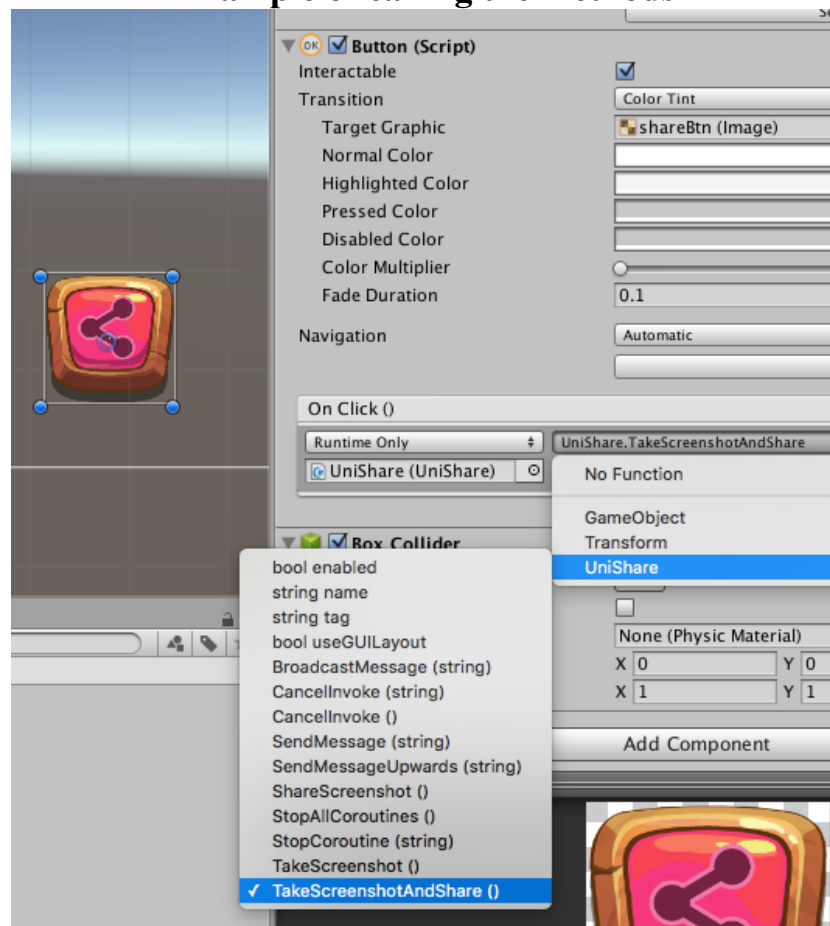 OK Button (Script)
Interactable
Transition
Color Tint
Target Graphic
shareBtn (Image)
Normal Color
Highlighted Color
Pressed Color
Disabled Color
Color Multiplier
Fade Duration
0.1
Navigation
Automatic
On Click ()
Runtime Only
UniShare.TakeScreenshotAndShare
UniShare (UniShare)
No Function
GameObject
Transform
UniShare
Box Collider
bool enabled
string name
string tag
bool useGUILayout
BroadcastMessage (string)
CancelInvoke (string)
CancelInvoke ()
SendMessage (string)
SendMessageUpwards (string)
ShareScreenshot ()
StopAllCoroutines ()
StopCoroutine (string)
TakeScreenshot ()
✓ TakeScreenshotAndShare ()
None (Physic Material)
X 0 Y 0
X 1 Y 1
Add Component